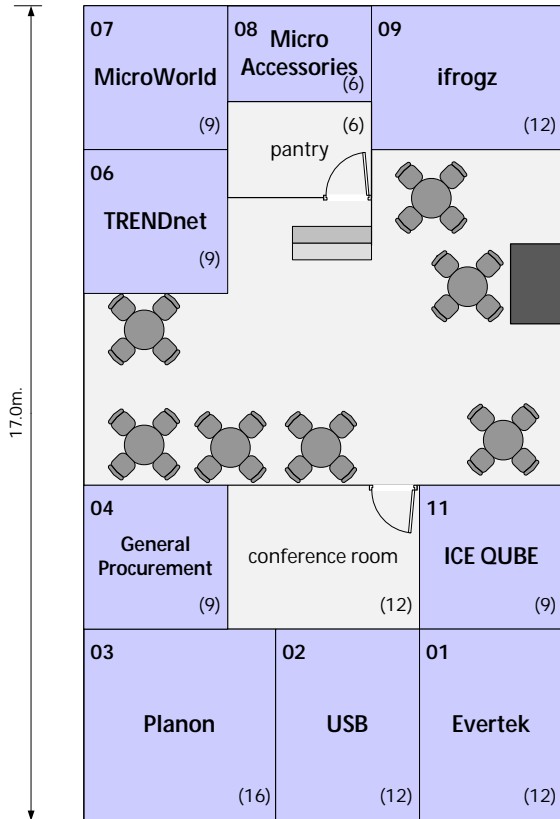 07
MicroWorld
(9)
08
Micro
Accessories
(6)
09
ifrogz
(12)
(6)
pantry
06
TRENDnet
(9)
17.0m.
04
General
Procurement
(9)
conference room
(12)
11
ICE QUBE
(9)
03
Planon
(16)
02
USB
(12)
01
Evertek
(12)